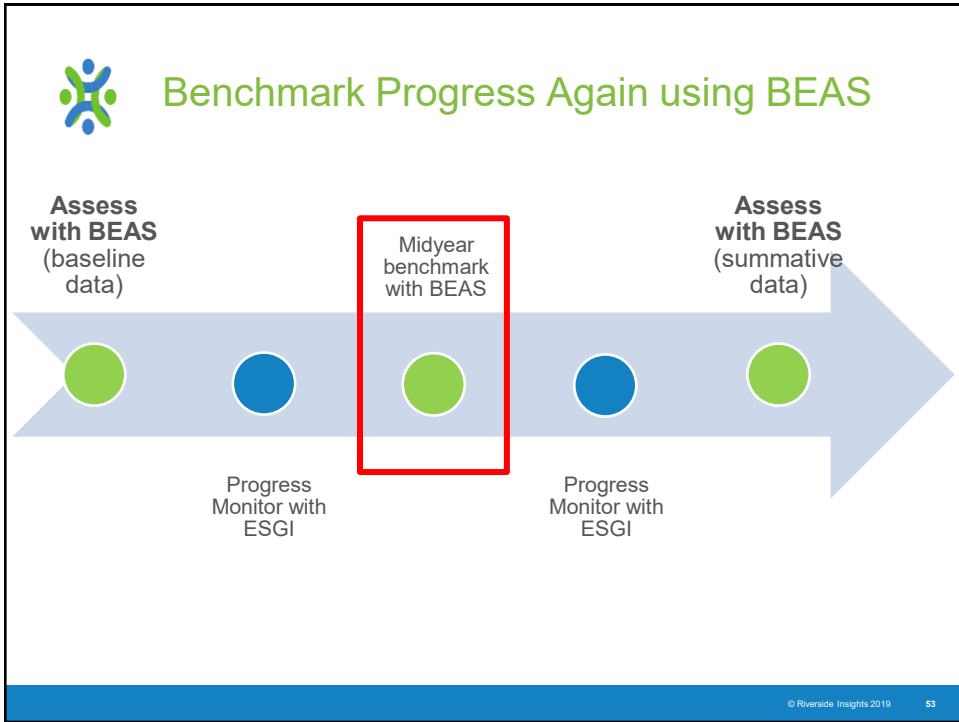 Benchmark Progress Again using BEAS
Assess
with BEAS
(baseline
data)
Midyear
benchmark
with BEAS
Assess
with BEAS
(summative
data)
Progress
Monitor with
ESGI
Progress
Monitor with
ESGI
© Riverside Insights 2019 53